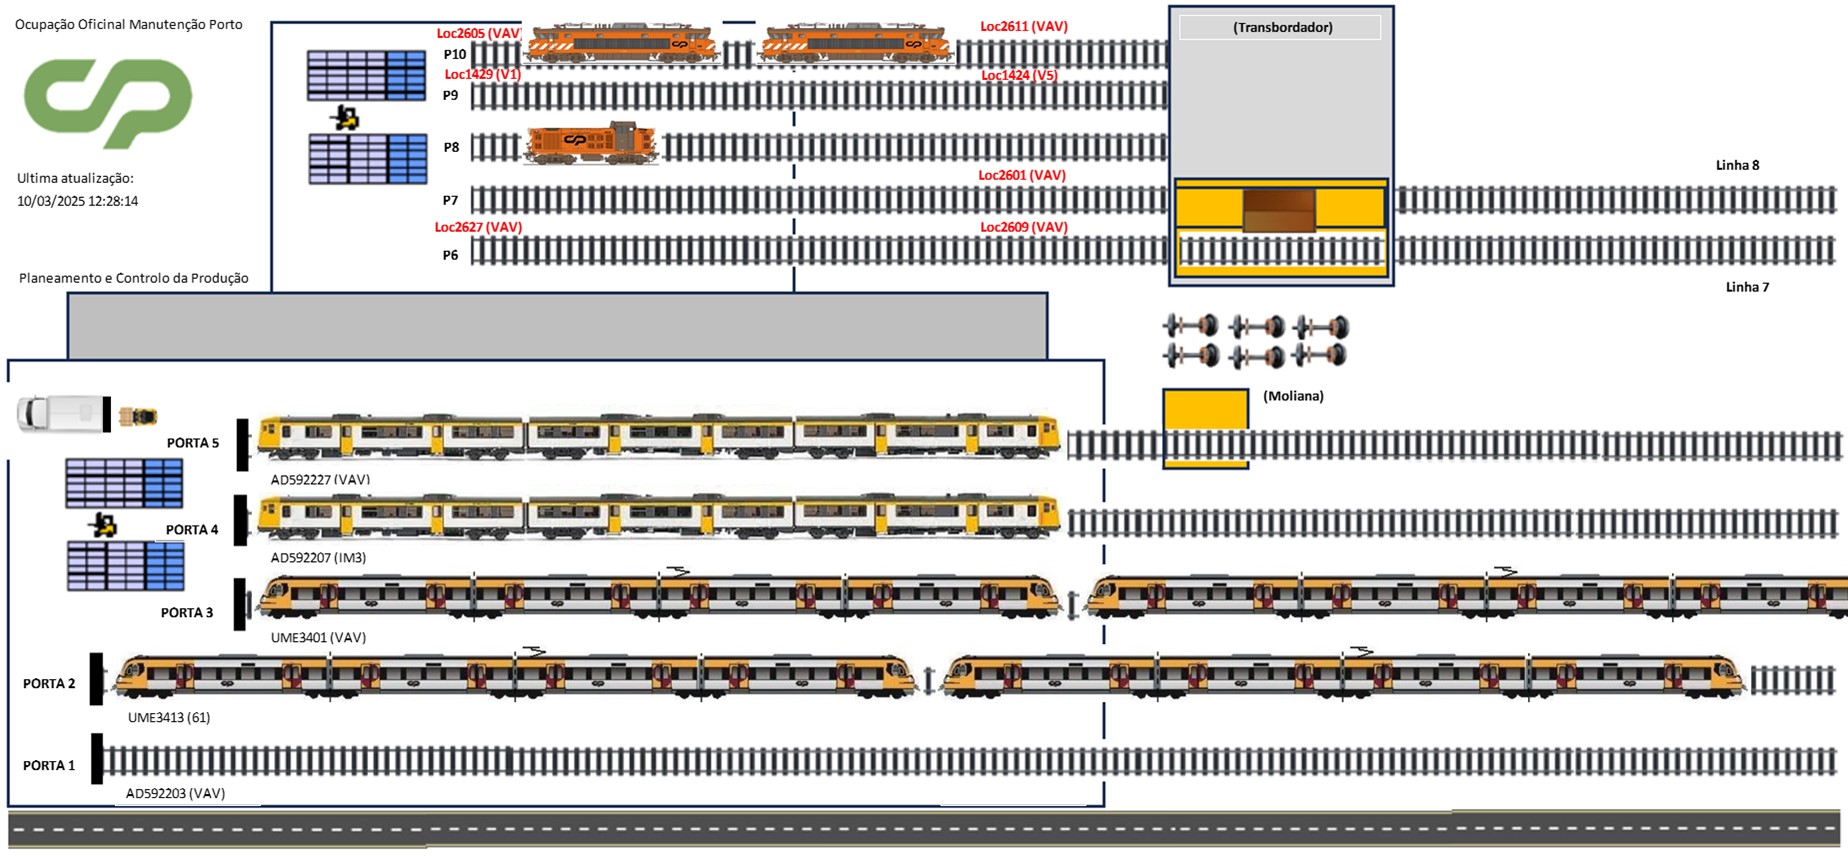 Ocupação Oficinal Manutenção Porto
Ultima atualização:
10/03/2025 12:28:14
Planeamento e Controlo da Produção
Loc2605 (VAV)
Loc2611 (VAV)
(Transbordador)
P10
Loc1429 (V1)
Loc1424 (V5)
P9
P8
Linha 8
Loc2601 (VAV)
P7
Loc2627 (VAV)
Loc2609 (VAV)
P6
Linha 7
(Moliana)
PORTA 5
AD592227 (VAV)
PORTA 4
AD592207 (IM3)
PORTA 3
UME3401 (VAV)
PORTA 2
UME3413 (61)
PORTA 1
AD592203 (VAV)